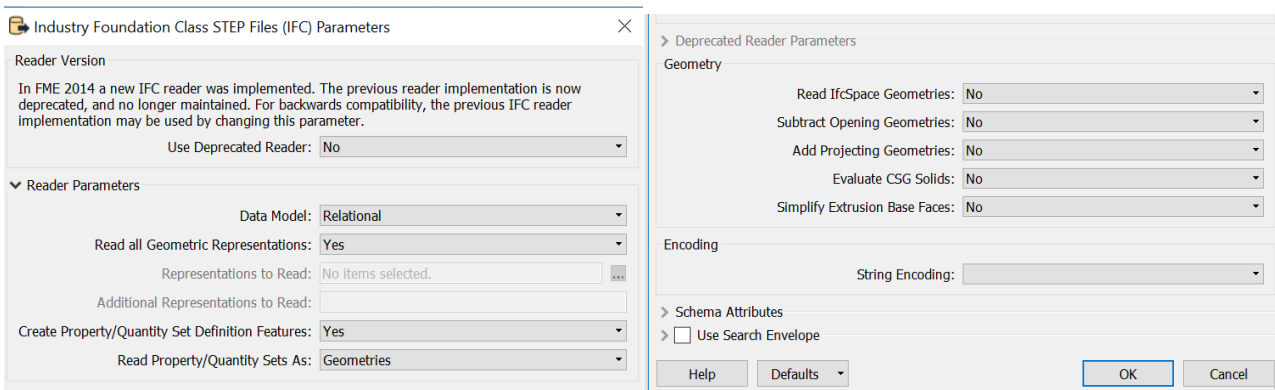 Industry Foundation Class STEP Files (IFC) Parameters
Reader Version
In FME 2014 a new IFC reader was implemented. The previous reader implementation is now
deprecated, and no longer maintained. For backwards compatibility, the previous IFC reader
implementation may be used by changing this parameter.
Use Deprecated Reader: No
Reader Parameters
Data Model: Relational
Read all Geometric Representations: Yes
Representations to Read: No items selected. ...
Additional Representations to Read:
Create Property/Quantity Set Definition Features: Yes
Read Property/Quantity Sets As: Geometries
Deprecated Reader Parameters
Geometry
Read IfcSpace Geometries: No
Subtract Opening Geometries: No
Add Projecting Geometries: No
Evaluate CSG Solids: No
Simplify Extrusion Base Faces: No
Encoding
String Encoding:
Schema Attributes
Use Search Envelope
Help Defaults OK Cancel